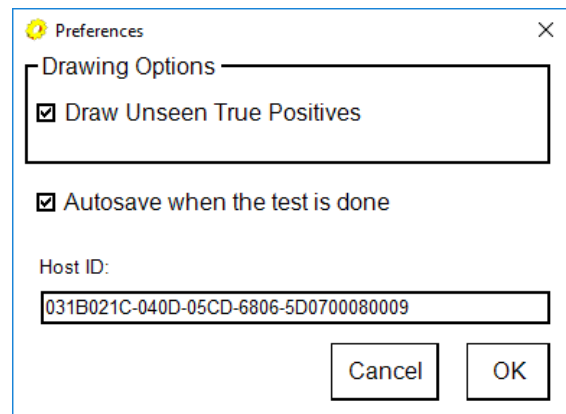 Preferences
Drawing Options
Draw Unseen True Positives
Autosave when the test is done
Host ID:
031B021C-040D-05CD-6806-5D0700080009
Cancel OK